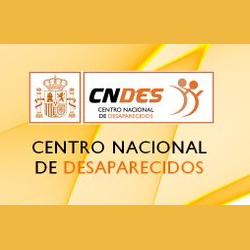 CNDES
CENTRO NACIONAL
DE DESAPARECIDOS
CENTRO NACIONAL
DE DESAPARECIDOS